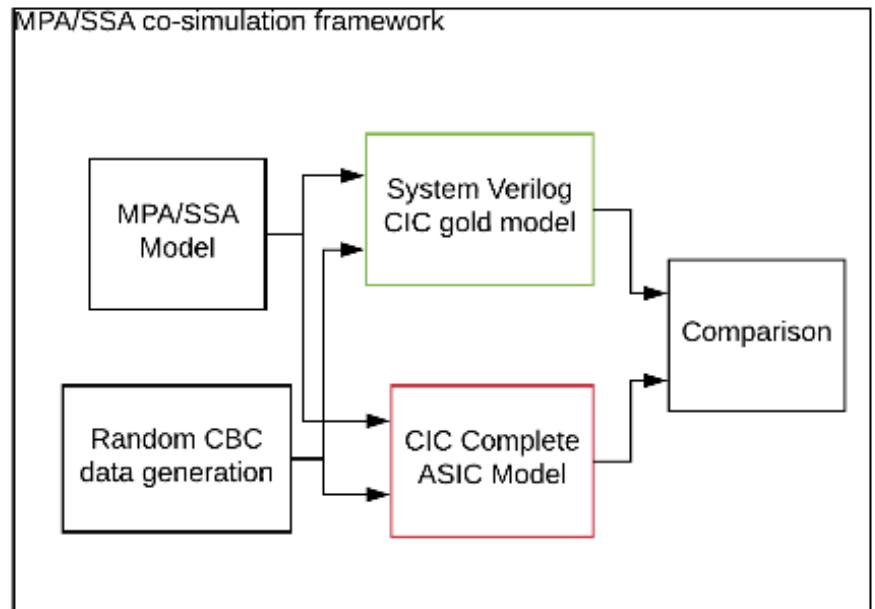 MPA/SSA co-simulation framework
MPA/SSA
Model
System Verilog
CIC gold model
Comparison
Random CBC
data generation
CIC Complete
ASIC Model